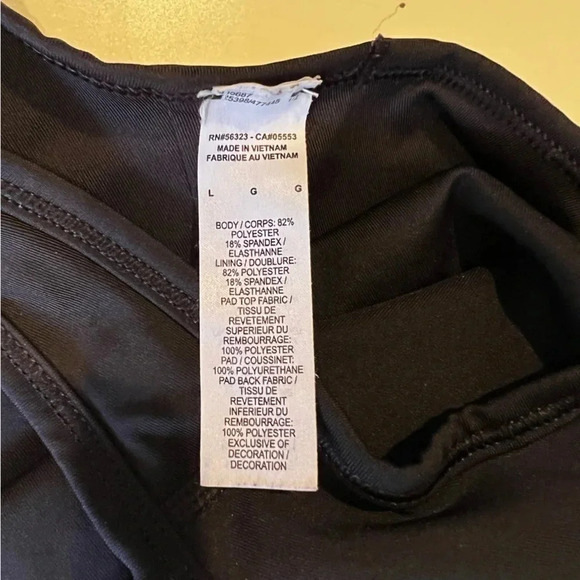 RN#56323 - CA#05553
MADE IN VIETNAM
FABRIQUE AU VIETNAM
L G G
BODY / CORPS: 82%
POLYESTER
18% SPANDEX /
ELASTHANNE
LINING / DOUBLURE:
82% POLYESTER
18% SPANDEX /
ELASTHANNE
PAD TOP FABRIC /
TISSU DE
REVETEMENT
SUPERIEUR DU
REMBOURRAGE:
100% POLYESTER
PAD / COUSSINET:
100% POLYURETHANE
PAD BACK FABRIC /
TISSU DE
REVETEMENT
INFERIEUR DU
REMBOURRAGE:
100% POLYESTER
EXCLUSIVE OF
DECORATION /
DECORATION